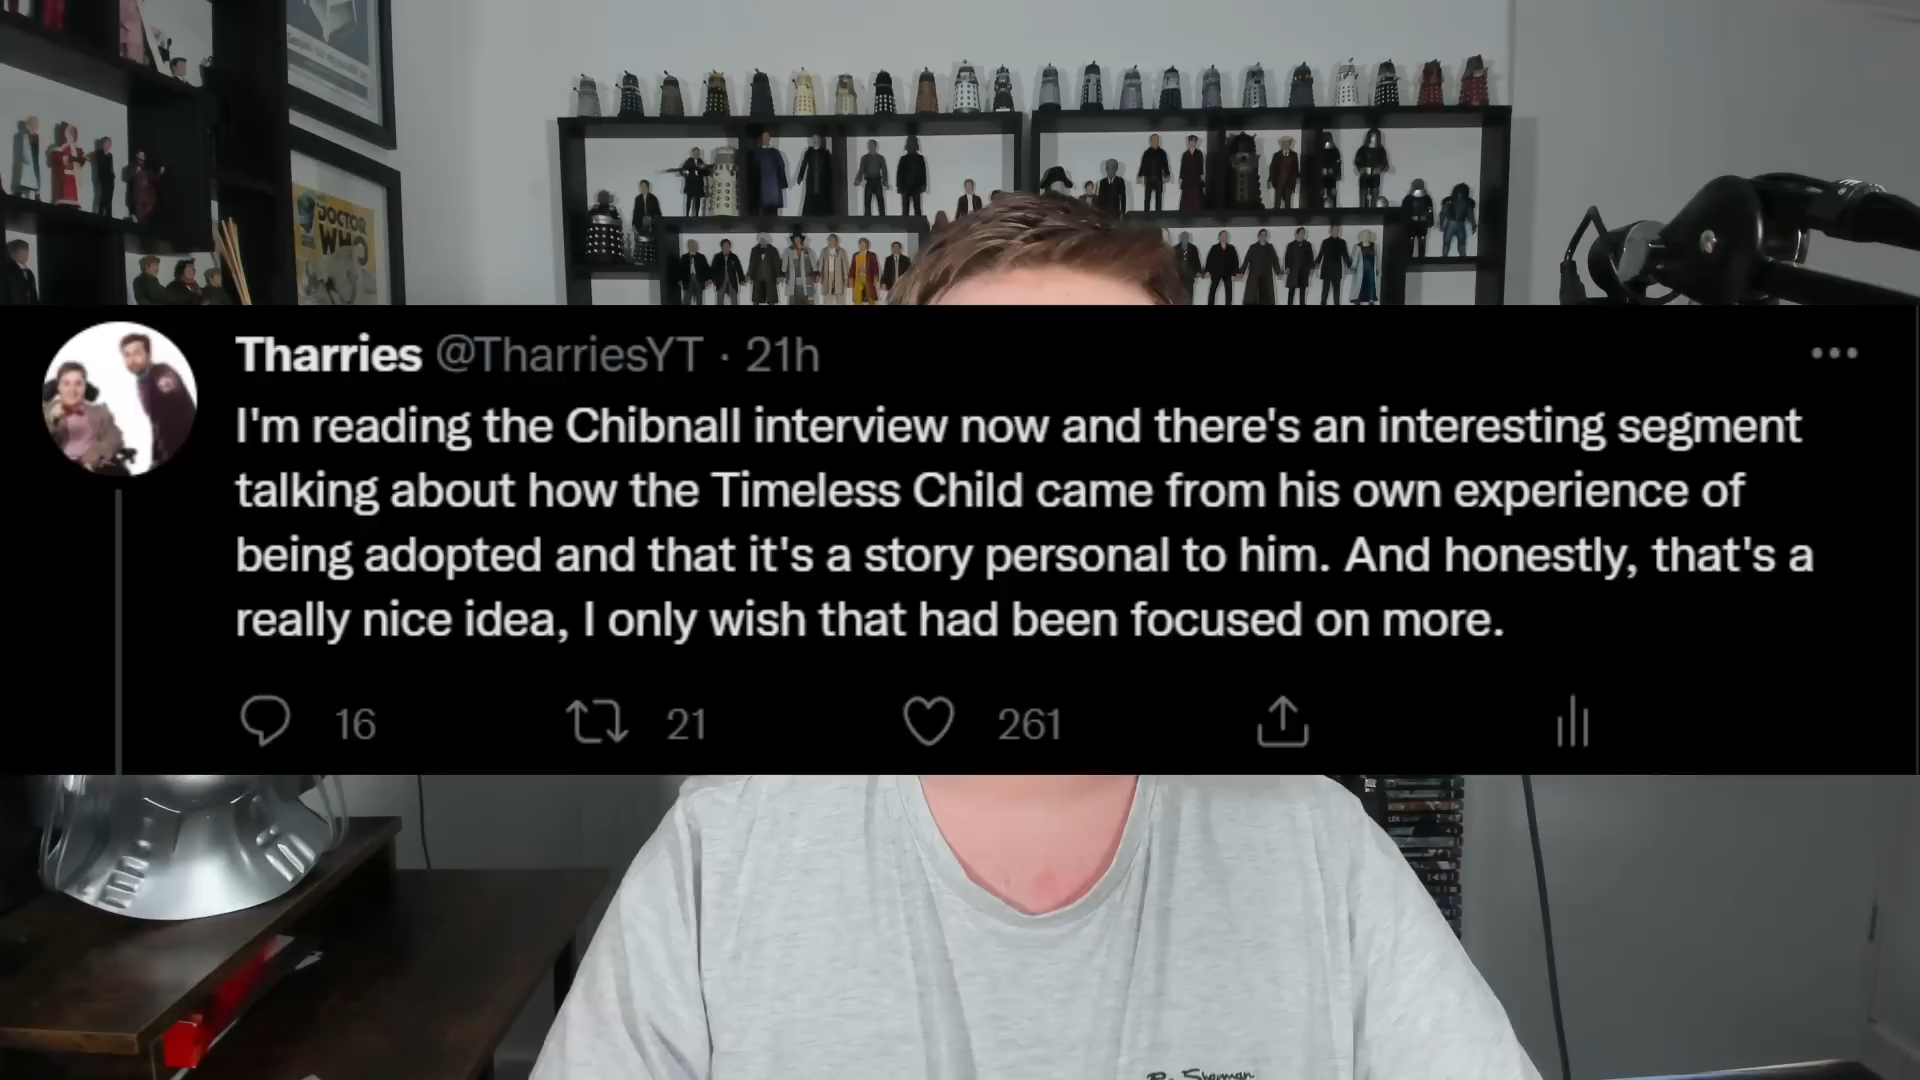 DOCTOR
WHO
Tharries @TharriesYT · 21h
I'm reading the Chibnall interview now and there's an interesting segment
talking about how the Timeless Child came from his own experience of
being adopted and that it's a story personal to him. And honestly, that's a
really nice idea, I only wish that had been focused on more.
16 21 261
Sherman